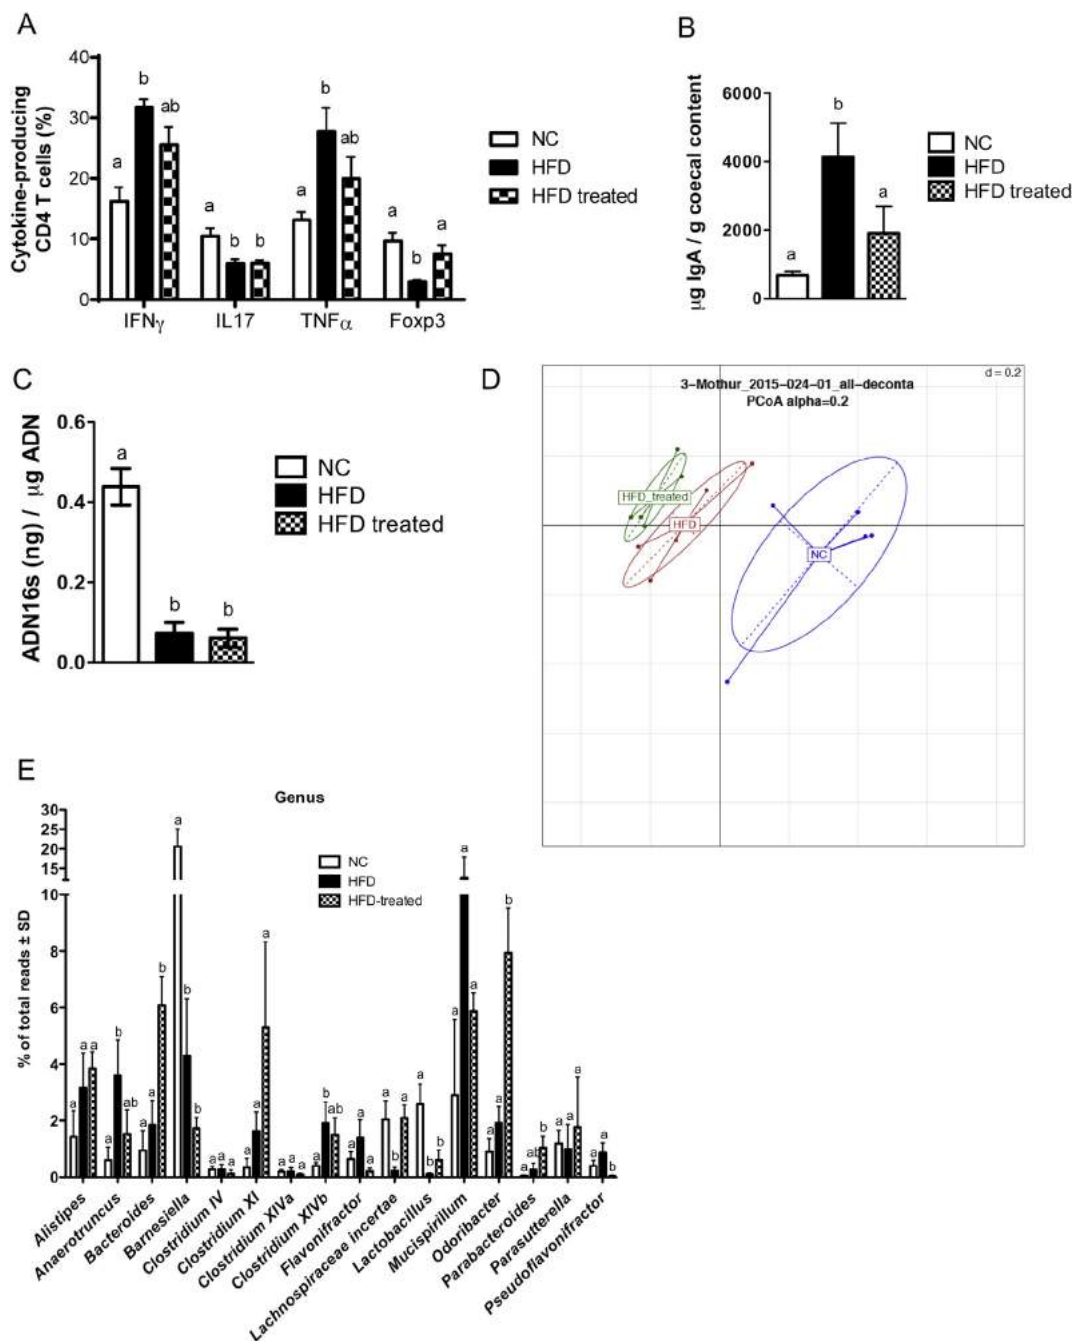 A
Cytokine-producing
CD4 T cells (%)
40
30
20
10
0
a
b
ab
a
b
b
a
b
ab
a
b
a
IFNγ
IL17
TNFα
Foxp3
NC
HFD
HFD treated
B
µg IgA / g coecal content
6000
4000
2000
0
a
b
a
NC
HFD
HFD treated
C
ADN16s (ng) / µg ADN
0.6
0.4
0.2
0.0
a
b
b
NC
HFD
HFD treated
D
d = 0.2
3-Mothur_2015-024-01_all-deconta
PCoA alpha=0.2
HFD_treated
HFD
NC
E
Genus
% of total reads ± SD
30
25
20
15
10
8
6
4
2
0
NC
HFD
HFD-treated
a a a
a b ab
a a b
a b b
a a a
a a a
a a a
a b ab
a a a
a b a
a b b
a a a
a a b
a ab b
a a a
a a b
Alistipes
Anaerotruncus
Bacteroides
Barnesiella
Clostridium IV
Clostridium XI
Clostridium XIVa
Clostridium XIVb
Flavonifractor
Lachnospiraceae incertae
Lactobacillus
Mucispirillum
Odoribacter
Parabacteroides
Parasutterella
Pseudoflavonifractor